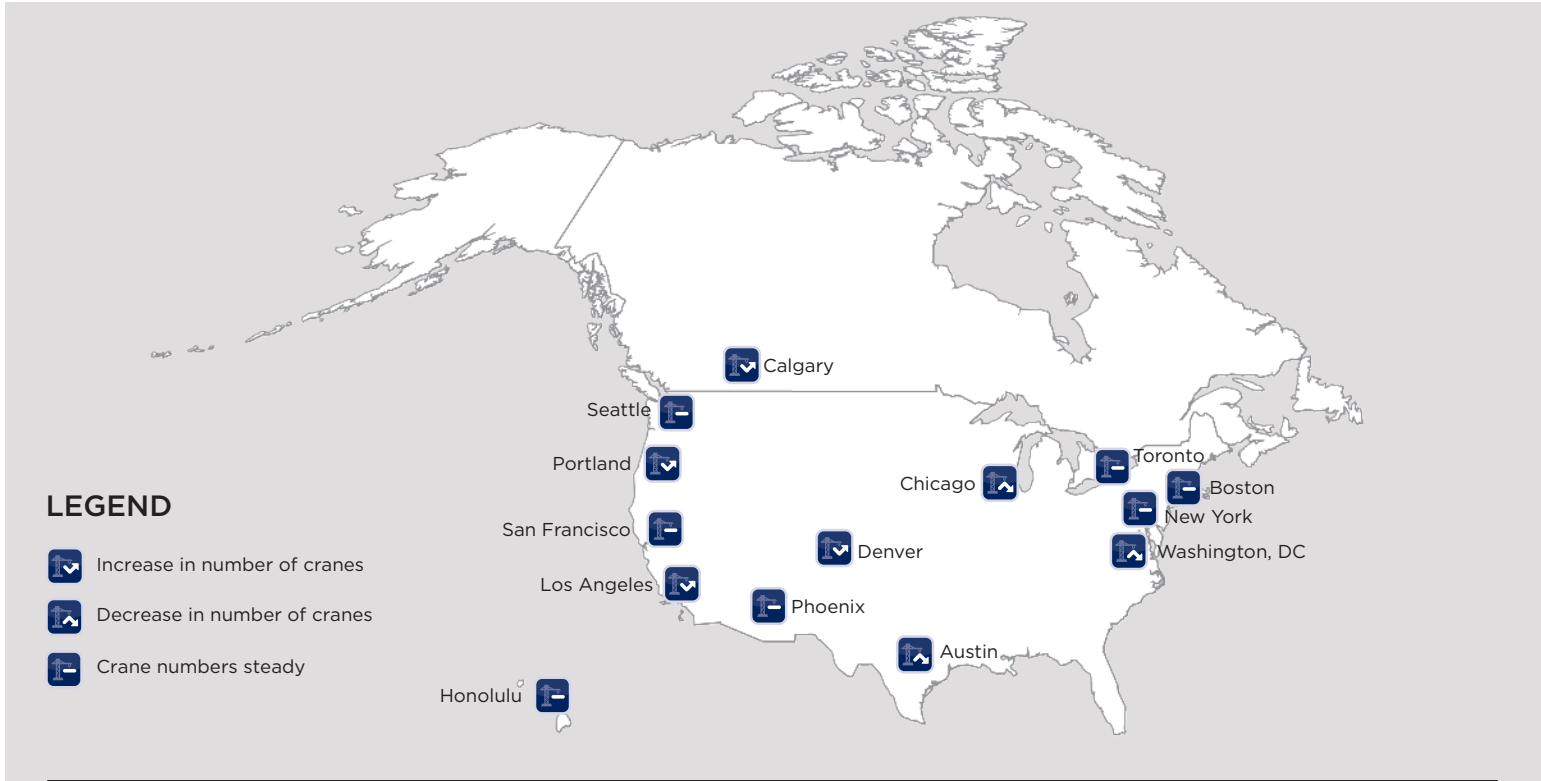 Calgary
Seattle
Portland
Toronto
Chicago
Boston
LEGEND
New York
San Francisco
Denver
Washington, DC
Increase in number of cranes
Los Angeles
Phoenix
Decrease in number of cranes
Austin
Crane numbers steady
Honolulu